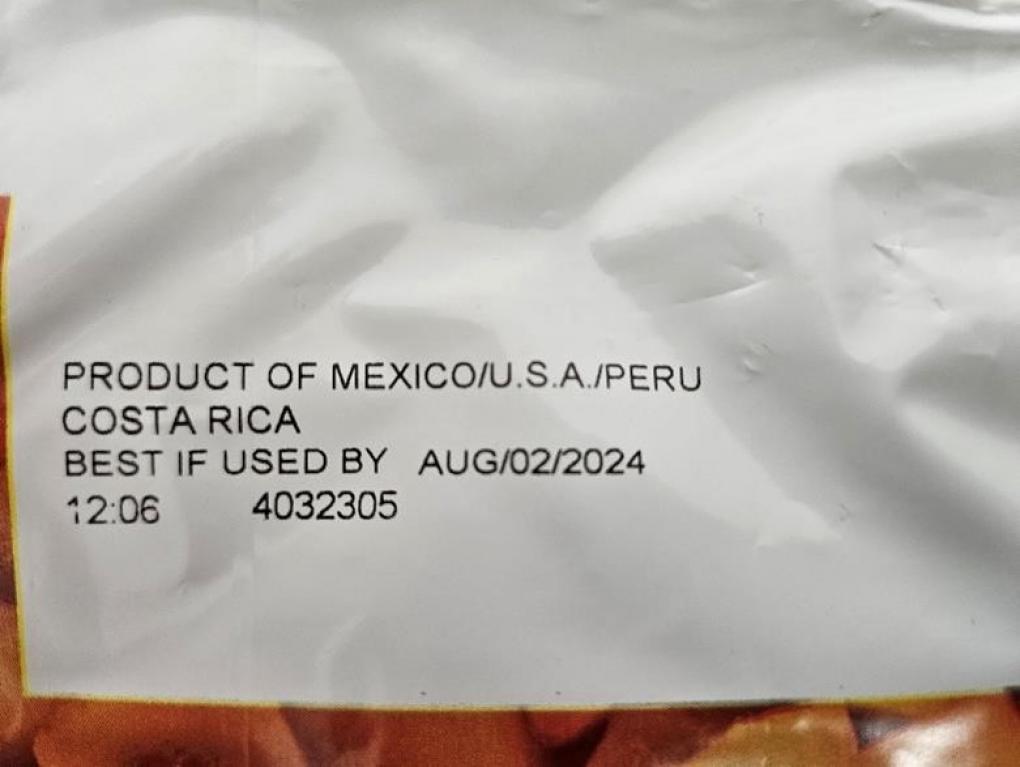 PRODUCT OF MEXICO/U.S.A./PERU
COSTA RICA
BEST IF USED BY AUG/02/2024
12:06 4032305